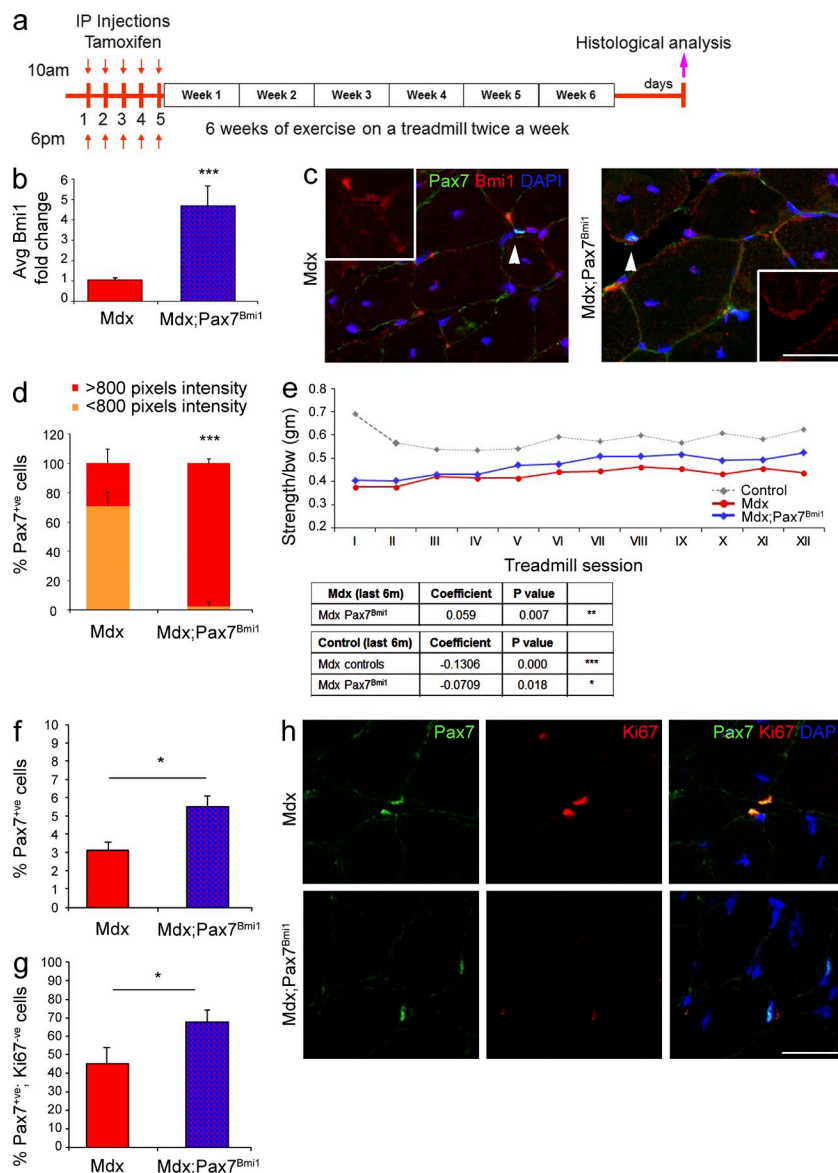 a
IP Injections
Tamoxifen
10am
1 2 3 4 5
6pm
Week 1 Week 2 Week 3 Week 4 Week 5 Week 6
6 weeks of exercise on a treadmill twice a week
days
Histological analysis
b
Avg Bmi1
fold change
6
5
4
3
2
1
0
***
Mdx Mdx;Pax7Bmi1
c
Pax7 Bmi1 DAPI
Mdx
Mdx;Pax7Bmi1
d
>800 pixels intensity
<800 pixels intensity
% Pax7+ve cells
120
100
80
60
40
20
0
***
Mdx Mdx;Pax7Bmi1
e
Strength/bw (gm)
0.8
0.7
0.6
0.5
0.4
0.3
0.2
Control
Mdx
Mdx;Pax7Bmi1
I II III IV V VI VII VIII IX X XI XII
Treadmill session
Mdx (last 6m) Coefficient P value
Mdx Pax7Bmi1 0.059 0.007 **
Control (last 6m) Coefficient P value
Mdx controls -0.1306 0.000 ***
Mdx Pax7Bmi1 -0.0709 0.018 *
f
% Pax7+ve cells
10
9
8
7
6
5
4
3
2
1
0
*
Mdx Mdx;Pax7Bmi1
g
% Pax7+ve; Ki67-ve cells
100
90
80
70
60
50
40
30
20
10
0
*
Mdx Mdx;Pax7Bmi1
h
Pax7
Ki67
Pax7 Ki67 DAP
Mdx
Mdx;Pax7Bmi1